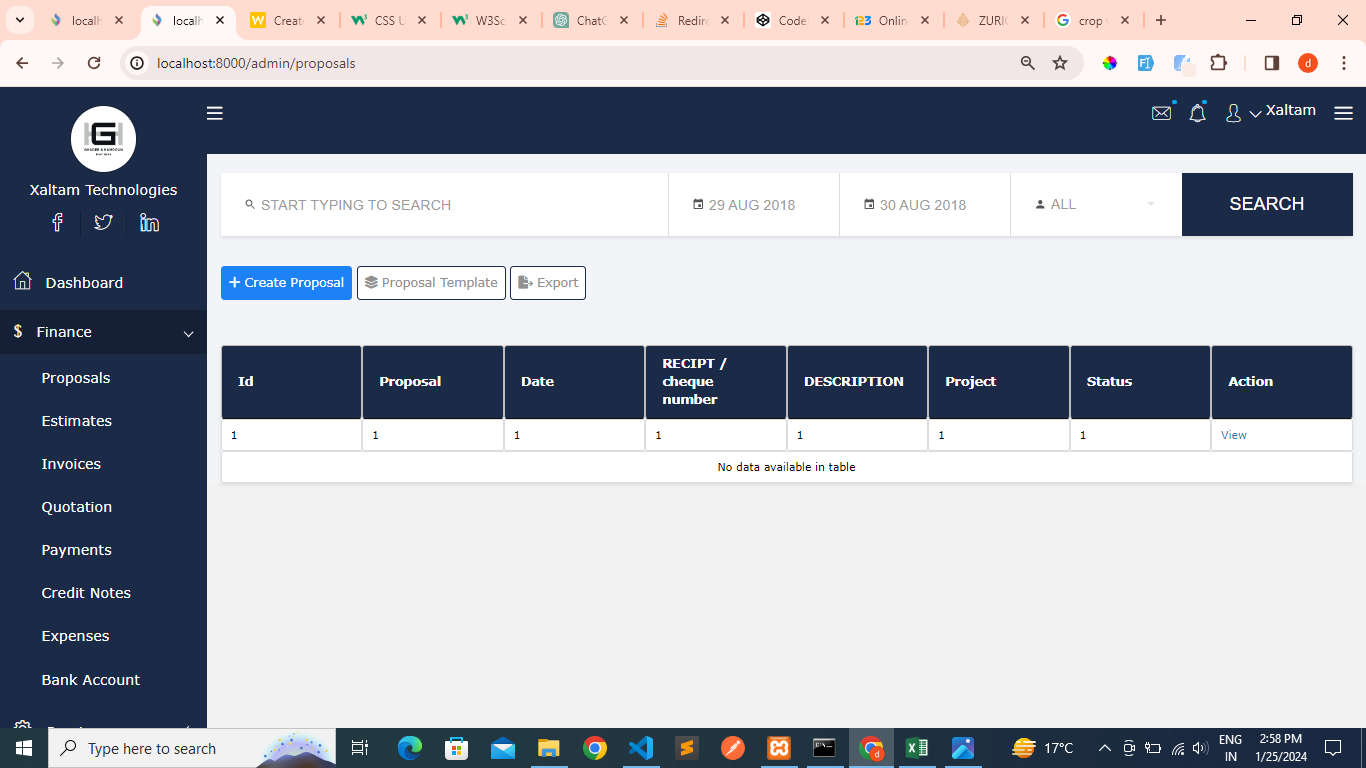 localh
localh
Create
CSS U
W3Sc
ChatG
Redire
Code
Onlin
ZURIC
crop
localhost:8000/admin/proposals
d
Xaltam
GH
Xaltam Technologies
START TYPING TO SEARCH
29 AUG 2018
30 AUG 2018
ALL
SEARCH
Dashboard
$ Finance
Proposals
Estimates
Invoices
Quotation
Payments
Credit Notes
Expenses
Bank Account
+ Create Proposal
Proposal Template
Export
Id Proposal Date RECIPT / cheque number DESCRIPTION Project Status Action
1 1 1 1 1 1 1 View
No data available in table
Type here to search
17°C
ENG
IN
2:58 PM
1/25/2024